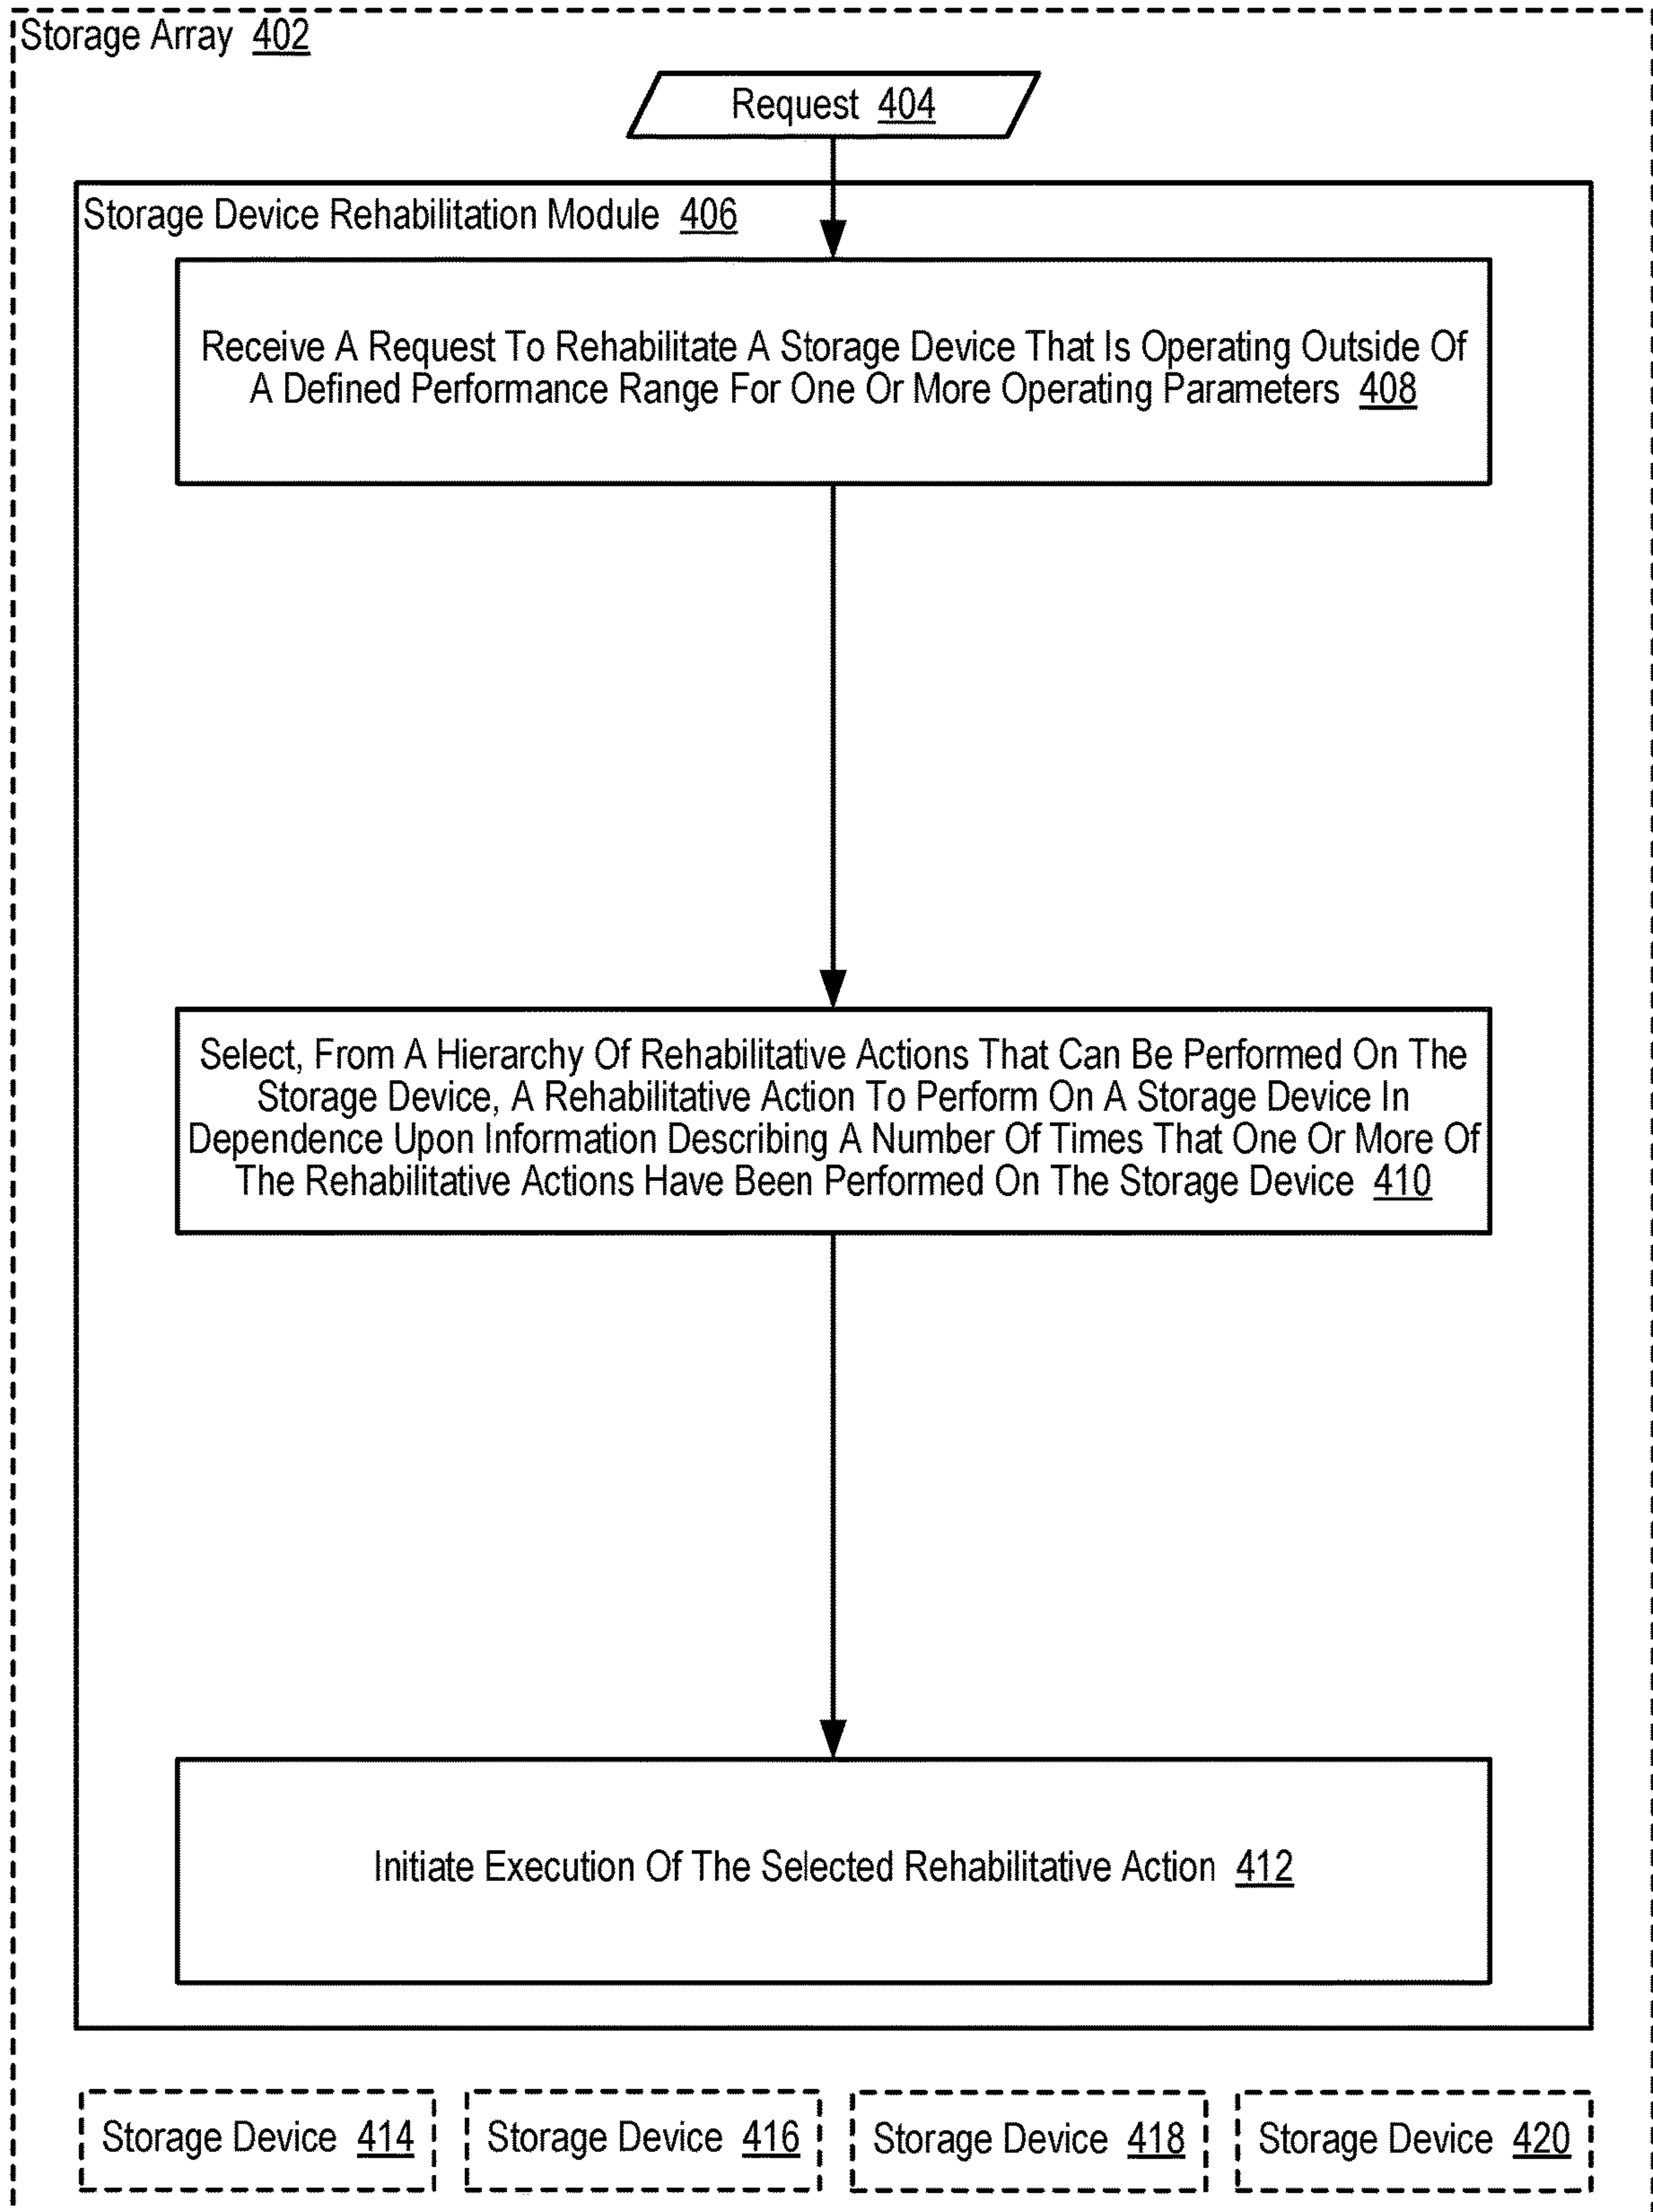 Storage Array 402
Request 404
Storage Device Rehabilitation Module 406
Receive A Request To Rehabilitate A Storage Device That Is Operating Outside Of
A Defined Performance Range For One Or More Operating Parameters 408
Select, From A Hierarchy Of Rehabilitative Actions That Can Be Performed On The
Storage Device, A Rehabilitative Action To Perform On A Storage Device In
Dependence Upon Information Describing A Number Of Times That One Or More Of
The Rehabilitative Actions Have Been Performed On The Storage Device 410
Initiate Execution Of The Selected Rehabilitative Action 412
Storage Device 414
Storage Device 416
Storage Device 418
Storage Device 420